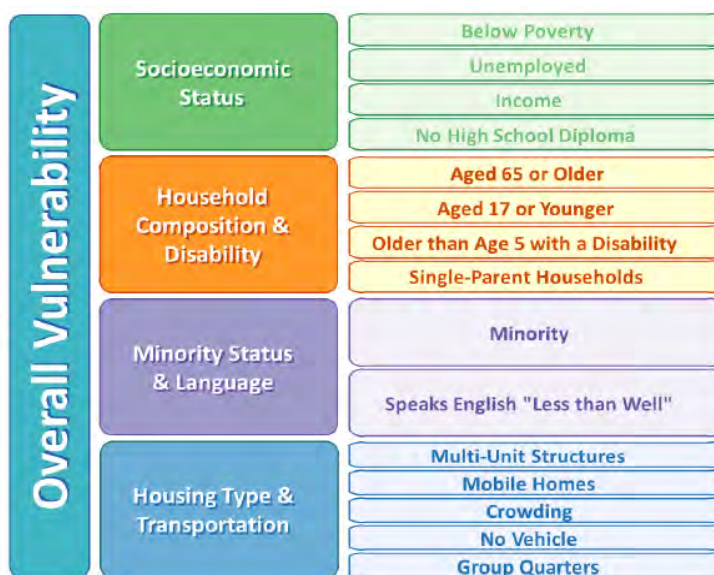 Overall Vulnerability
Socioeconomic
Status
Below Poverty
Unemployed
Income
No High School Diploma
Household
Composition &
Disability
Aged 65 or Older
Aged 17 or Younger
Older than Age 5 with a Disability
Single-Parent Households
Minority Status
& Language
Minority
Speaks English "Less than Well"
Housing Type &
Transportation
Multi-Unit Structures
Mobile Homes
Crowding
No Vehicle
Group Quarters